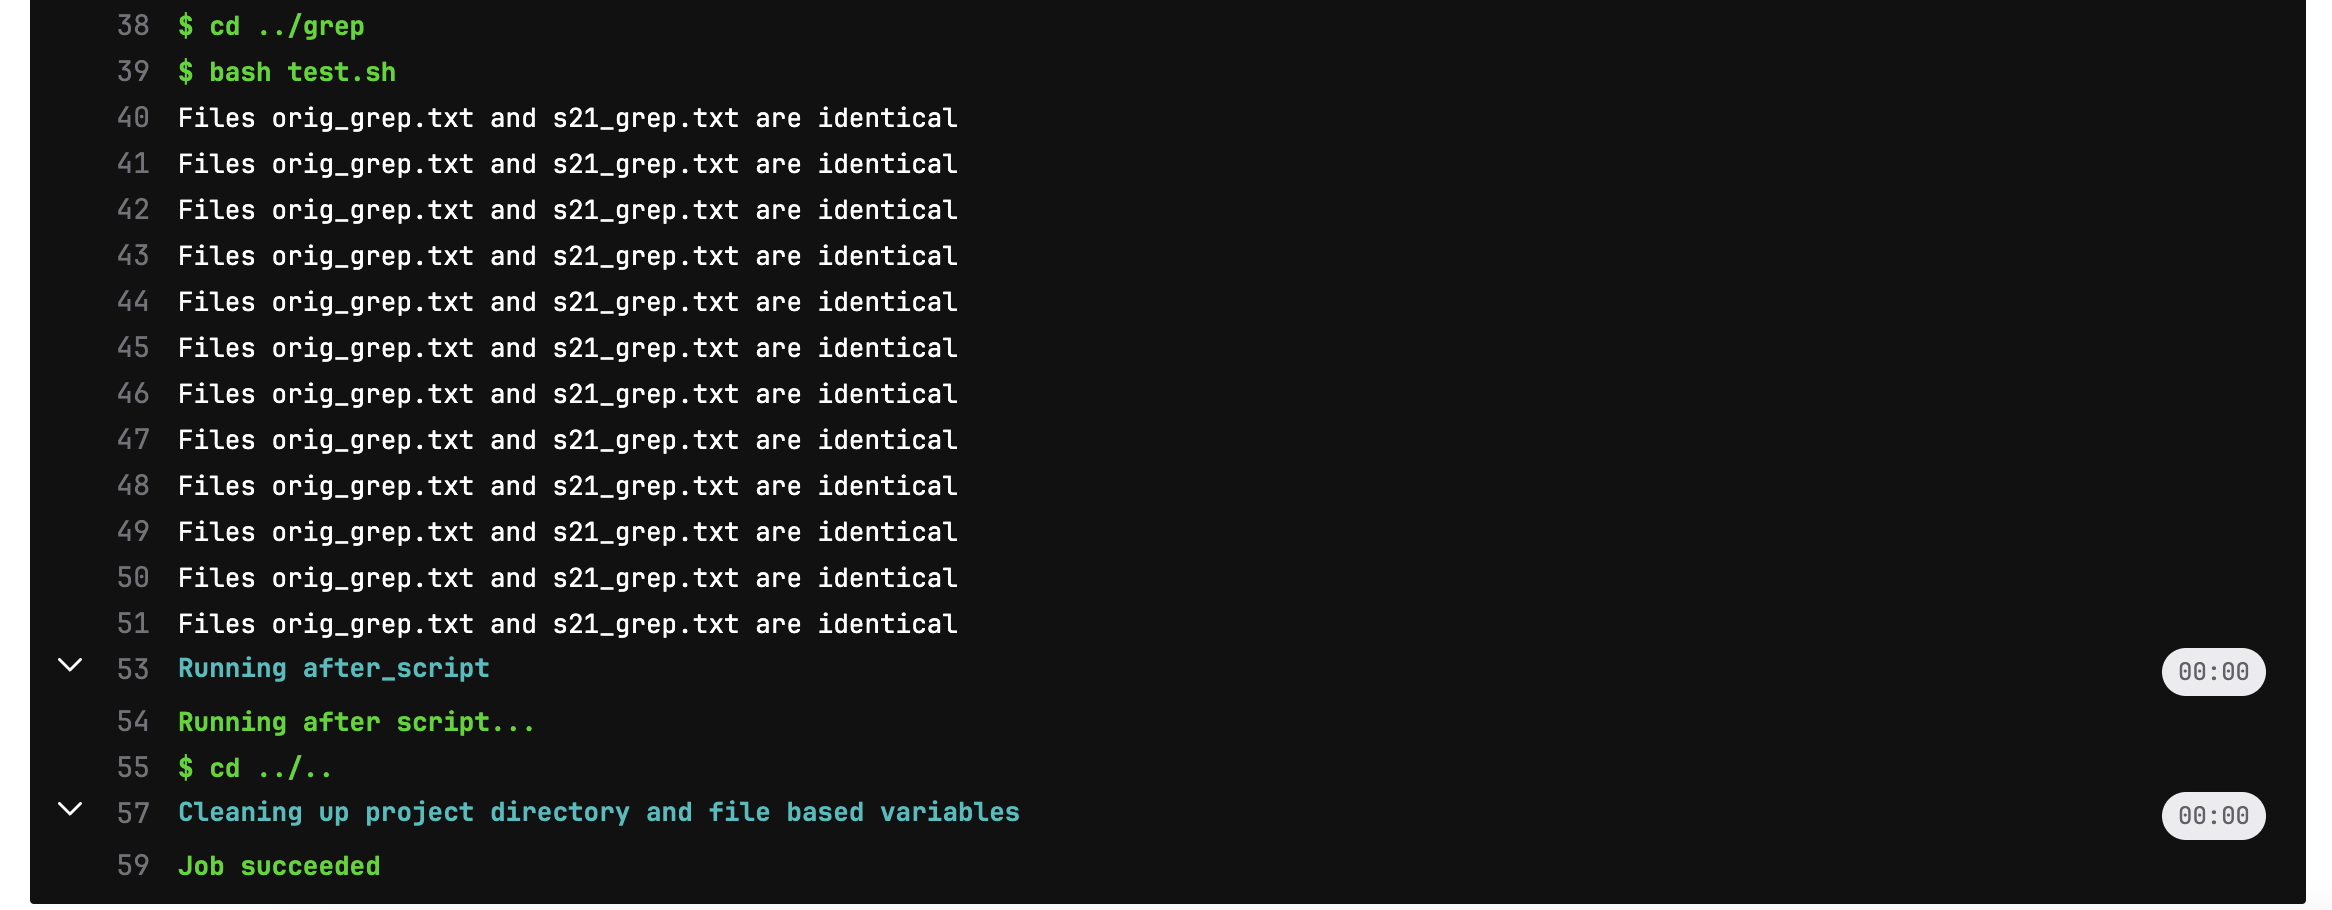 38 $ cd ../grep
39 $ bash test.sh
40 Files orig_grep.txt and s21_grep.txt are identical
41 Files orig_grep.txt and s21_grep.txt are identical
42 Files orig_grep.txt and s21_grep.txt are identical
43 Files orig_grep.txt and s21_grep.txt are identical
44 Files orig_grep.txt and s21_grep.txt are identical
45 Files orig_grep.txt and s21_grep.txt are identical
46 Files orig_grep.txt and s21_grep.txt are identical
47 Files orig_grep.txt and s21_grep.txt are identical
48 Files orig_grep.txt and s21_grep.txt are identical
49 Files orig_grep.txt and s21_grep.txt are identical
50 Files orig_grep.txt and s21_grep.txt are identical
51 Files orig_grep.txt and s21_grep.txt are identical
53 Running after_script 00:00
54 Running after script...
55 $ cd ../..
57 Cleaning up project directory and file based variables 00:00
59 Job succeeded